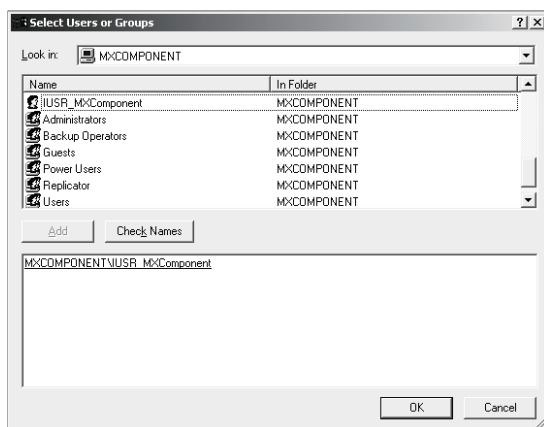 Select Users or Groups
Look in: MXCOMPONENT
Name In Folder
IUSR_MXComponent MXCOMPONENT
Administrators MXCOMPONENT
Backup Operators MXCOMPONENT
Guests MXCOMPONENT
Power Users MXCOMPONENT
Replicator MXCOMPONENT
Users MXCOMPONENT
Add Check Names
MXCOMPONENT\IUSR_MXComponent
OK Cancel